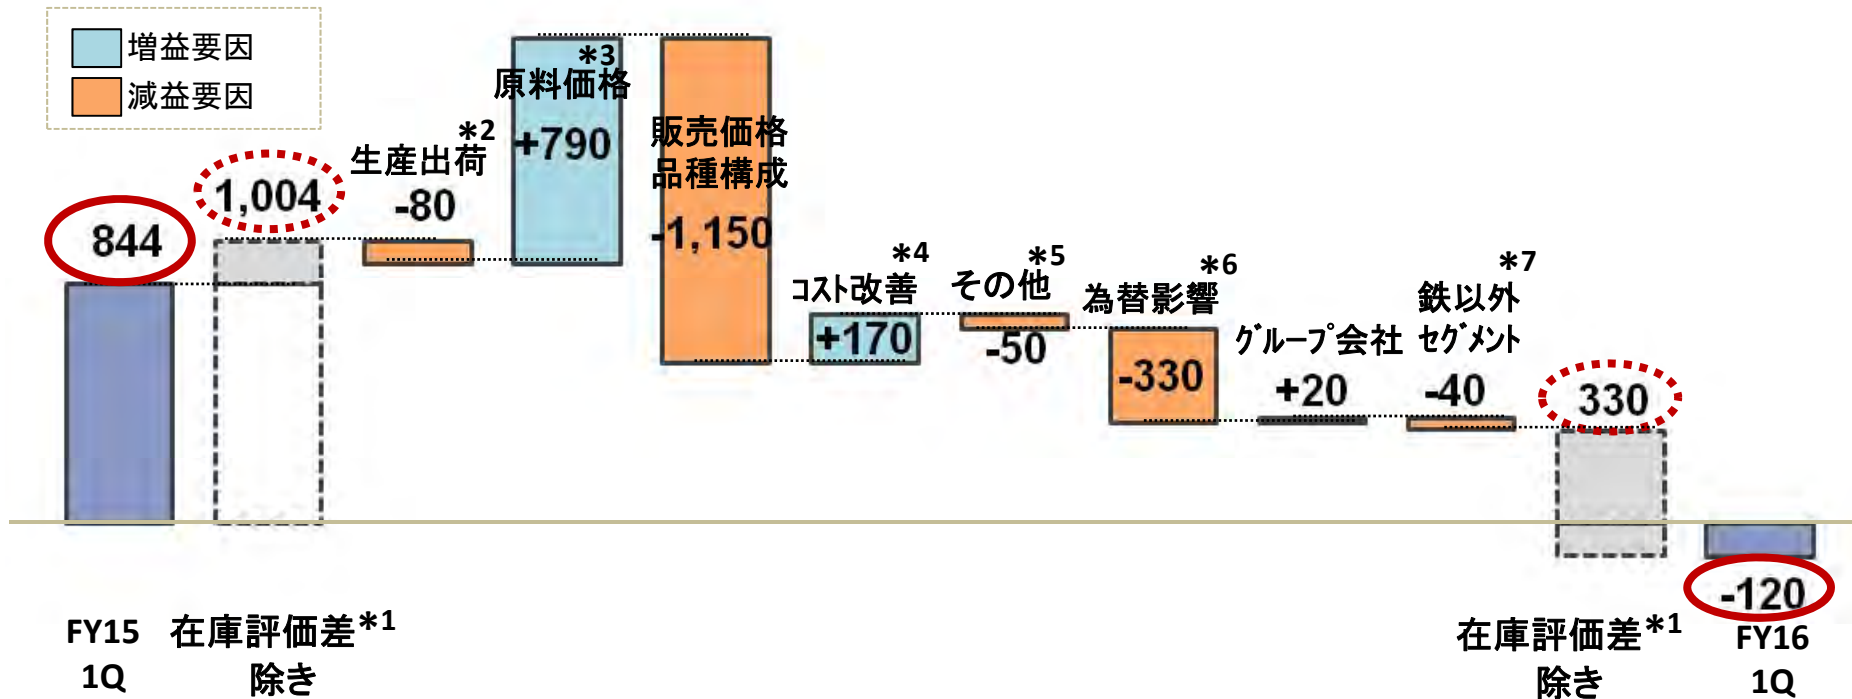 増益要因
減益要因
844
1,004
生産出荷*2
-80
原料価格*3
+790
販売価格
品種構成
-1,150
コスト改善*4
+170
その他*5
-50
為替影響*6
-330
グループ会社
+20
鉄以外*7
セグメント
-40
330
-120
FY15
1Q
在庫評価差*1
除き
在庫評価差*1
除き
FY16
1Q